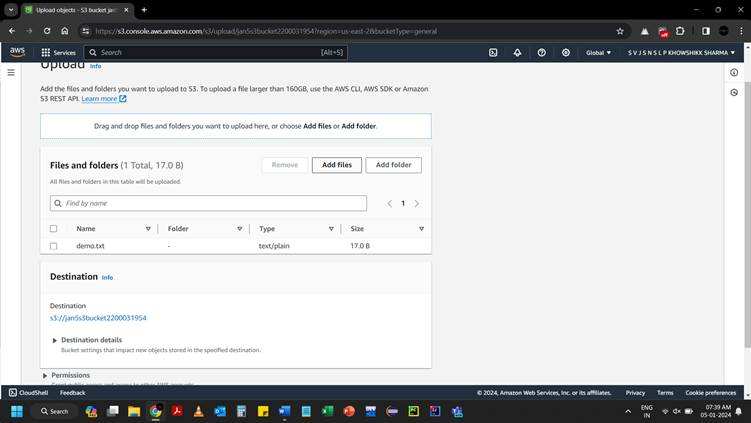 Upload objects - S3 bucket jan5
https://s3.console.aws.amazon.com/s3/upload/jan5s3bucket2200031954?region=us-east-2&bucketType=general
aws
Services
Search
[Alt+S]
Global
S V J S N S L P KHOWSHIKK SHARMA
Upload Info
Add the files and folders you want to upload to S3. To upload a file larger than 160GB, use the AWS CLI, AWS SDK or Amazon
S3 REST API. Learn more
Drag and drop files and folders you want to upload here, or choose Add files or Add folder.
Files and folders (1 Total, 17.0 B)
Remove
Add files
Add folder
All files and folders in this table will be uploaded.
Find by name
1
Name Folder Type Size
demo.txt - text/plain 17.0 B
Destination Info
Destination
s3://jan5s3bucket2200031954
Destination details
Bucket settings that impact new objects stored in the specified destination.
Permissions
CloudShell Feedback
© 2024, Amazon Web Services, Inc. or its affiliates. Privacy Terms Cookie preferences
Search
ENG
IN
07:39 AM
05-01-2024